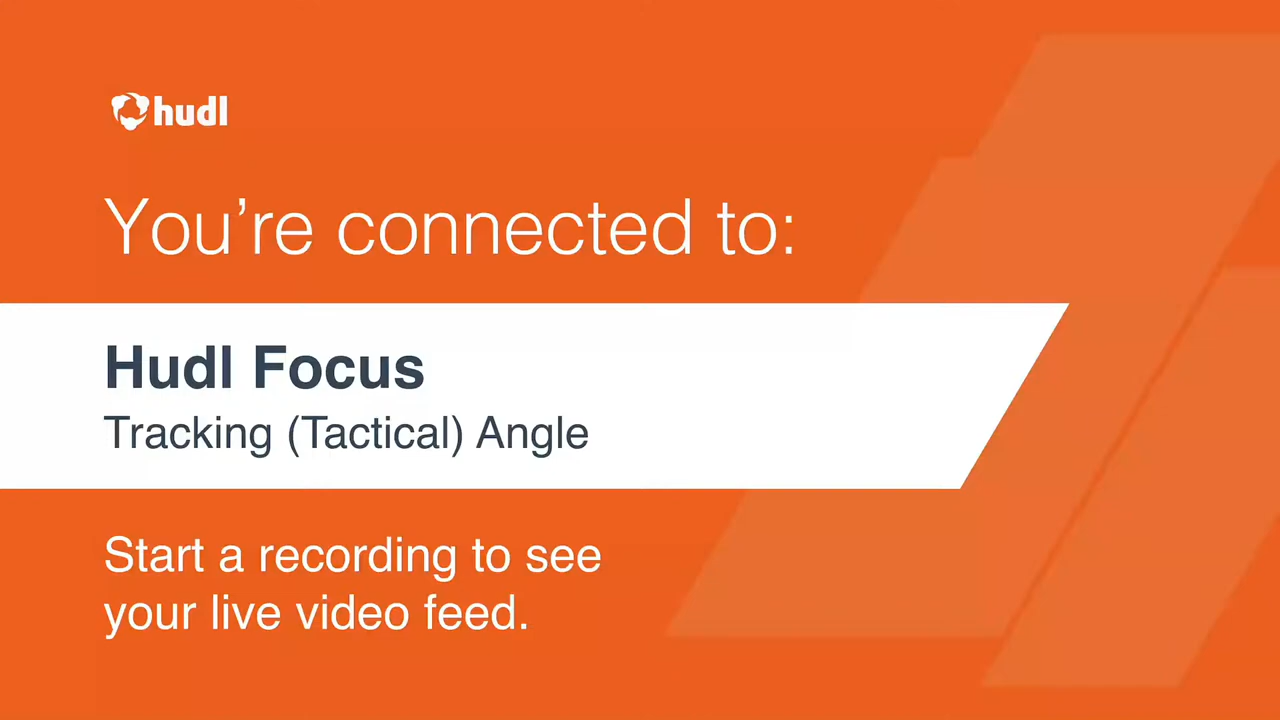 hudl
You're connected to:
Hudl Focus
Tracking (Tactical) Angle
Start a recording to see
your live video feed.